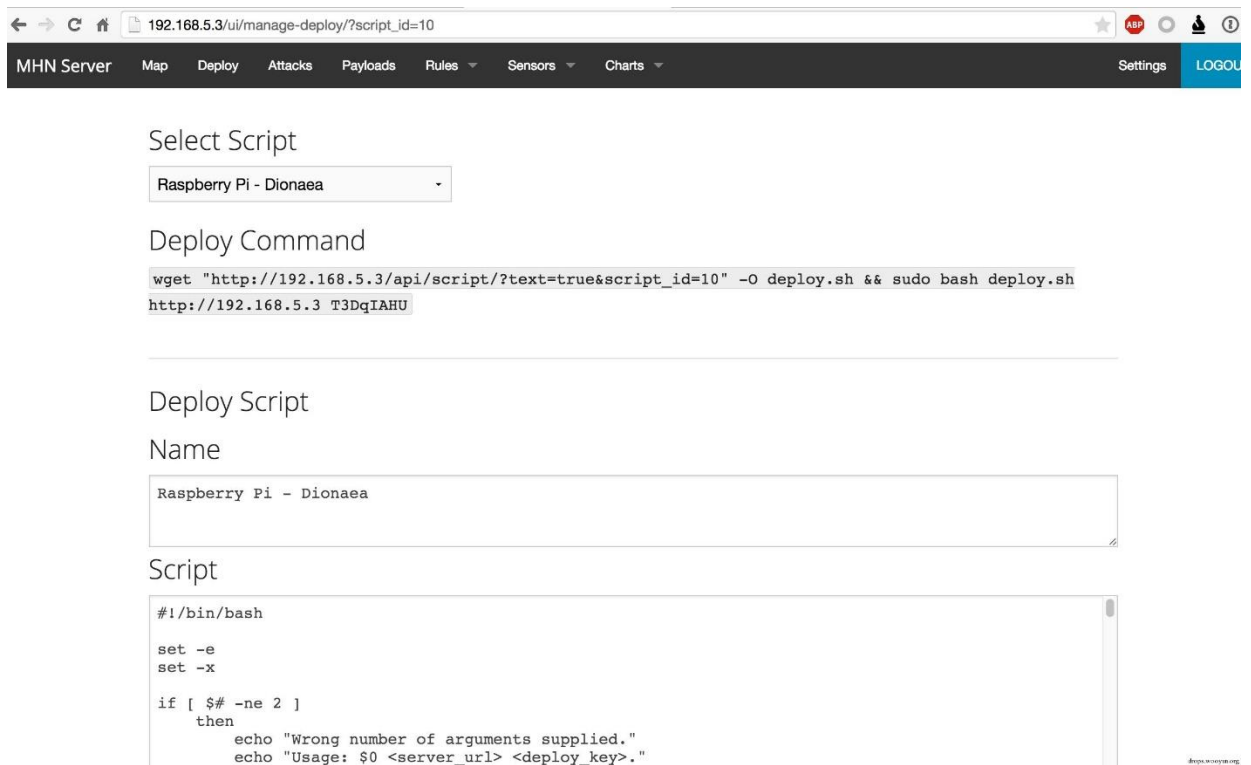 192.168.5.3/ui/manage-deploy/?script_id=10
ABP
MHN Server Map Deploy Attacks Payloads Rules Sensors Charts Settings LOGOU
Select Script
Raspberry Pi - Dionaea
Deploy Command
wget "http://192.168.5.3/api/script/?text=true&script_id=10" -O deploy.sh && sudo bash deploy.sh
http://192.168.5.3 T3DqIAHU
Deploy Script
Name
Raspberry Pi - Dionaea
Script
#!/bin/bash
set -e
set -x
if [ $# -ne 2 ]
then
echo "Wrong number of arguments supplied."
echo "Usage: $0 <server_url> <deploy_key>."
drops.wooyun.org